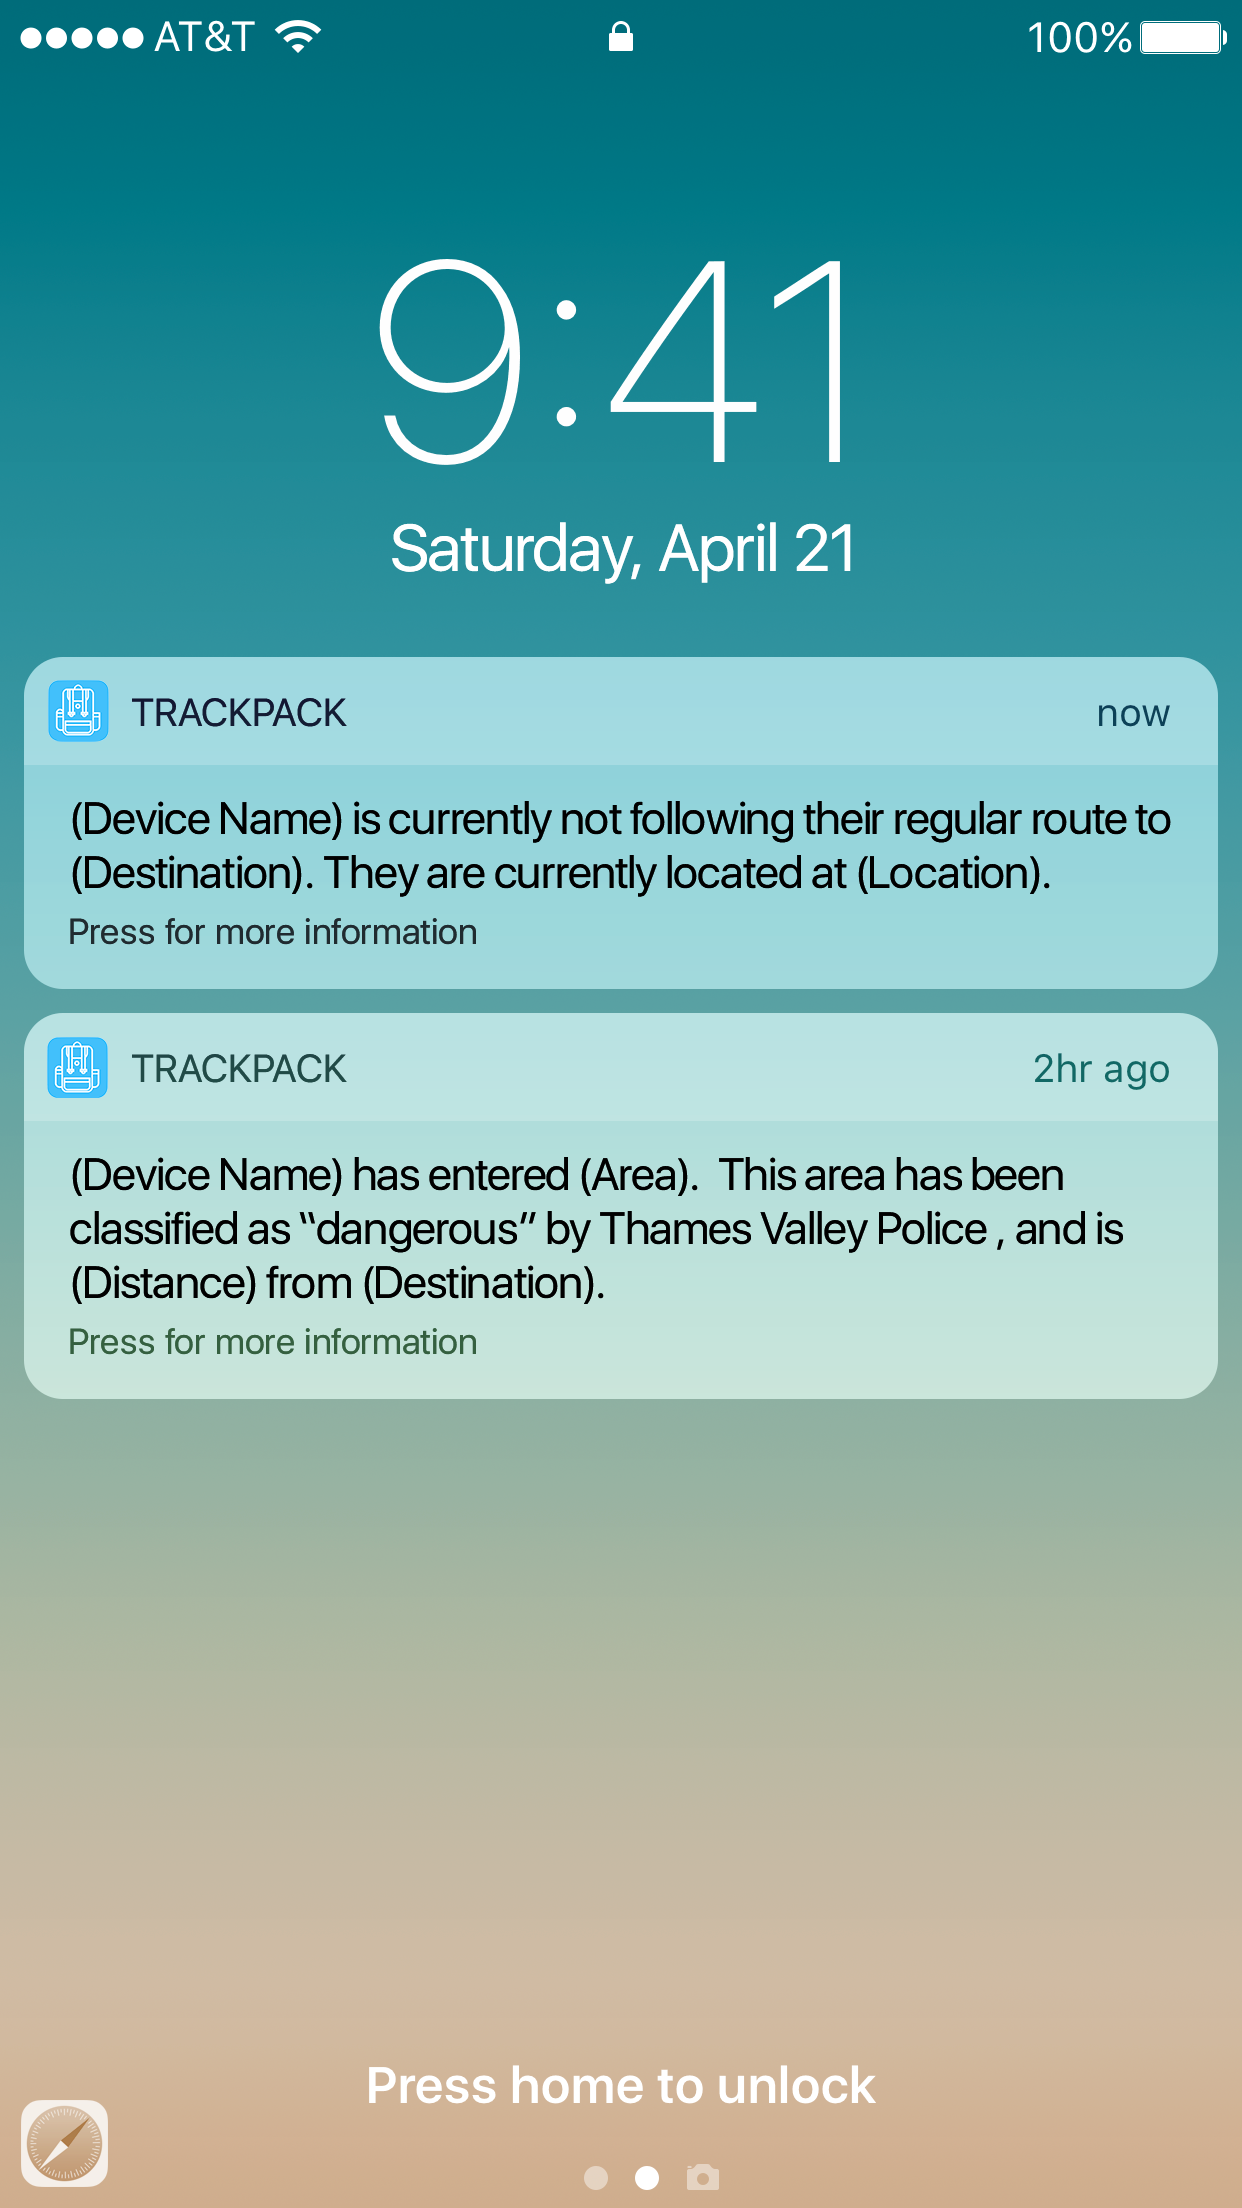 AT&T 100%
9:41
Saturday, April 21
TRACKPACK now
(Device Name) is currently not following their regular route to
(Destination). They are currently located at (Location).
Press for more information
TRACKPACK 2hr ago
(Device Name) has entered (Area).  This area has been
classified as “dangerous” by Thames Valley Police , and is
(Distance) from (Destination).
Press for more information
Press home to unlock